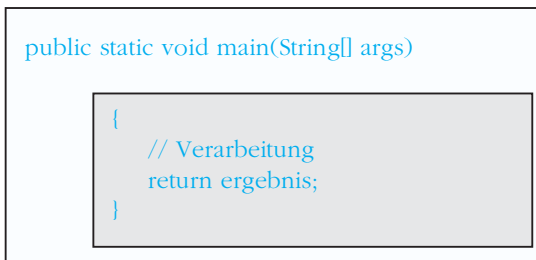 public static void main(String[] args)
{
// Verarbeitung
return ergebnis;
}